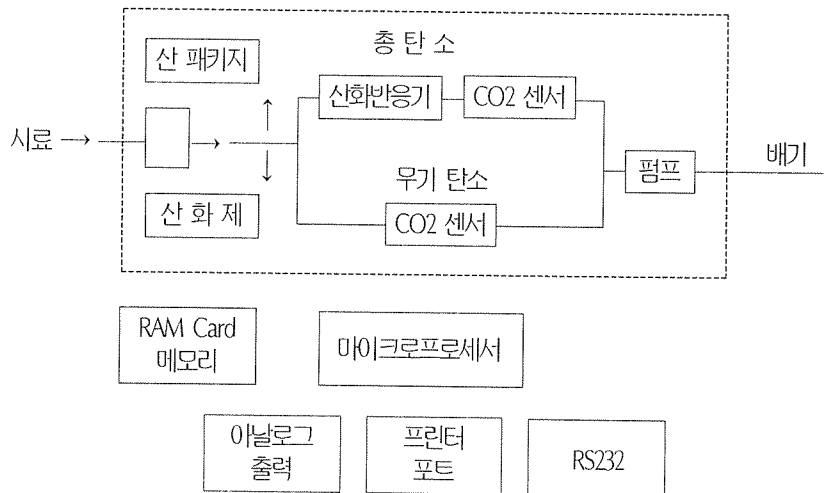 총 탄 소
산 패키지
산화반응기
CO2 센서
시료
배기
무기 탄소
펌프
산 화 제
CO2 센서
RAM Card
메모리
마이크로프로세서
아날로그
출력
프린터
포트
RS232